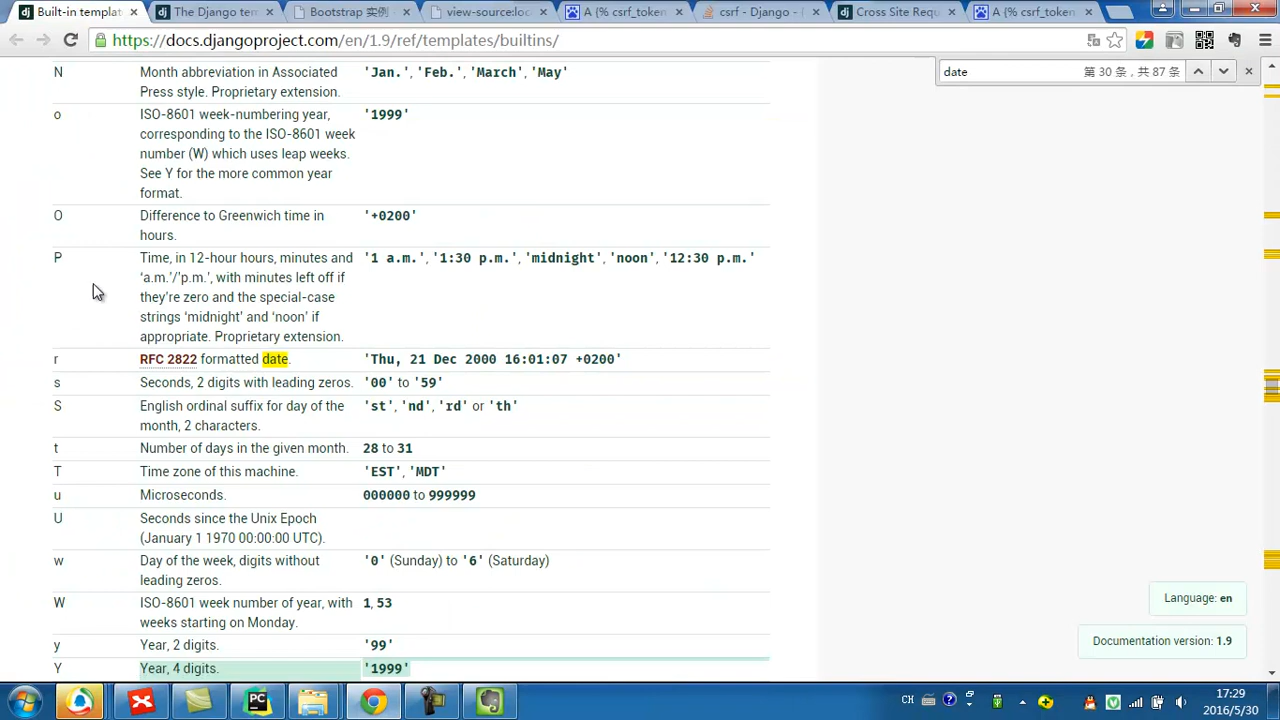 Built-in templat
The Django tem
Bootstrap 实例
view-source:loc
A {% csrf_token
csrf - Django -
Cross Site Requ
A {% csrf_token
https://docs.djangoproject.com/en/1.9/ref/templates/builtins/
date
第 30 条，共 87 条
N
Month abbreviation in Associated
Press style. Proprietary extension.
'Jan.', 'Feb.', 'March', 'May'
o
ISO-8601 week-numbering year,
corresponding to the ISO-8601 week
number (W) which uses leap weeks.
See Y for the more common year
format.
'1999'
O
Difference to Greenwich time in
hours.
'+0200'
P
Time, in 12-hour hours, minutes and
‘a.m.’/’p.m.’, with minutes left off if
they’re zero and the special-case
strings ‘midnight’ and ‘noon’ if
appropriate. Proprietary extension.
'1 a.m.', '1:30 p.m.', 'midnight', 'noon', '12:30 p.m.'
r
RFC 2822 formatted date.
'Thu, 21 Dec 2000 16:01:07 +0200'
s
Seconds, 2 digits with leading zeros.
'00' to '59'
S
English ordinal suffix for day of the
month, 2 characters.
'st', 'nd', 'rd' or 'th'
t
Number of days in the given month.
28 to 31
T
Time zone of this machine.
'EST', 'MDT'
u
Microseconds.
000000 to 999999
U
Seconds since the Unix Epoch
(January 1 1970 00:00:00 UTC).
w
Day of the week, digits without
leading zeros.
'0' (Sunday) to '6' (Saturday)
W
ISO-8601 week number of year, with
weeks starting on Monday.
1, 53
y
Year, 2 digits.
'99'
Y
Year, 4 digits.
'1999'
Language: en
Documentation version: 1.9
CH
17:29
2016/5/30